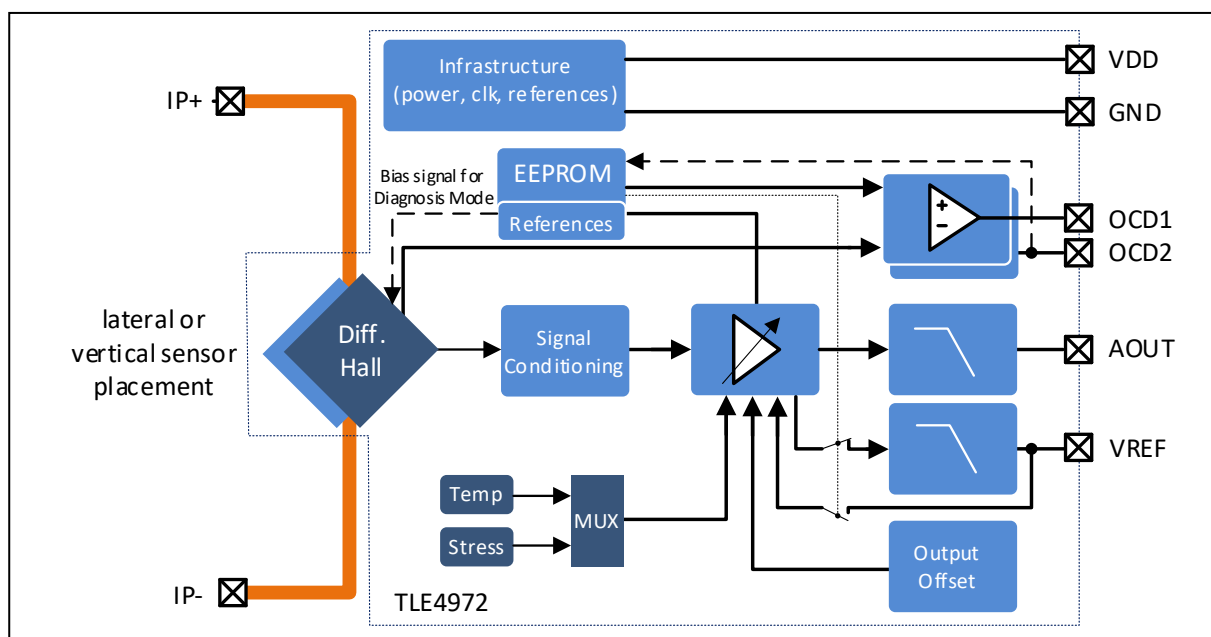 Infrastructure
(power, clk, references)
VDD
GND
IP+
Bias signal for
Diagnosis Mode
EEPROM
References
+
-
OCD1
OCD2
lateral or
vertical sensor
placement
Diff.
Hall
Signal
Conditioning
AOUT
VREF
Temp
Stress
MUX
Output
Offset
IP-
TLE4972